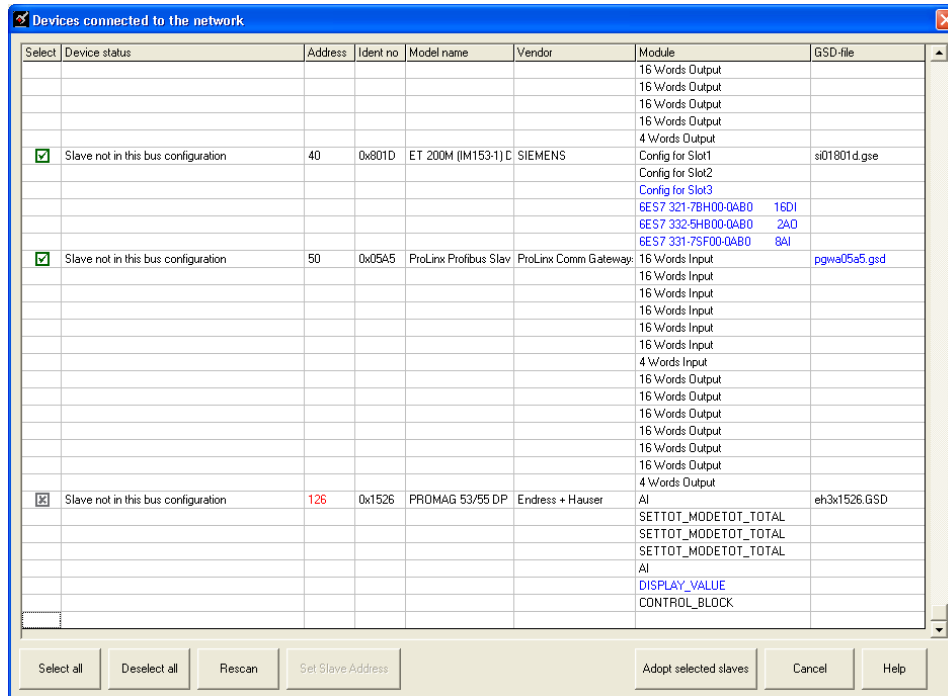 Devices connected to the network
Select Device status Address Ident no Model name Vendor Module GSD-file
16 Words Output
16 Words Output
16 Words Output
16 Words Output
4 Words Output
Slave not in this bus configuration 40 0x801D ET 200M (IM153-1) D SIEMENS Config for Slot1 si01801d.gse
Config for Slot2
Config for Slot3
6ES7 321-7BH00-0AB0 16DI
6ES7 332-5HB00-0AB0 2AO
6ES7 331-7SF00-0AB0 8AI
Slave not in this bus configuration 50 0x05A5 ProLinx Profibus Slav ProLinx Comm Gateway: 16 Words Input pgwa05a5.gsd
16 Words Input
16 Words Input
16 Words Input
16 Words Input
16 Words Input
4 Words Input
16 Words Output
16 Words Output
16 Words Output
16 Words Output
16 Words Output
16 Words Output
4 Words Output
Slave not in this bus configuration 126 0x1526 PROMAG 53/55 DP Endress + Hauser AI eh3x1526.GSD
SETTOT_MODETOT_TOTAL
SETTOT_MODETOT_TOTAL
SETTOT_MODETOT_TOTAL
AI
DISPLAY_VALUE
CONTROL_BLOCK
Select all Deselect all Rescan Set Slave Address Adopt selected slaves Cancel Help